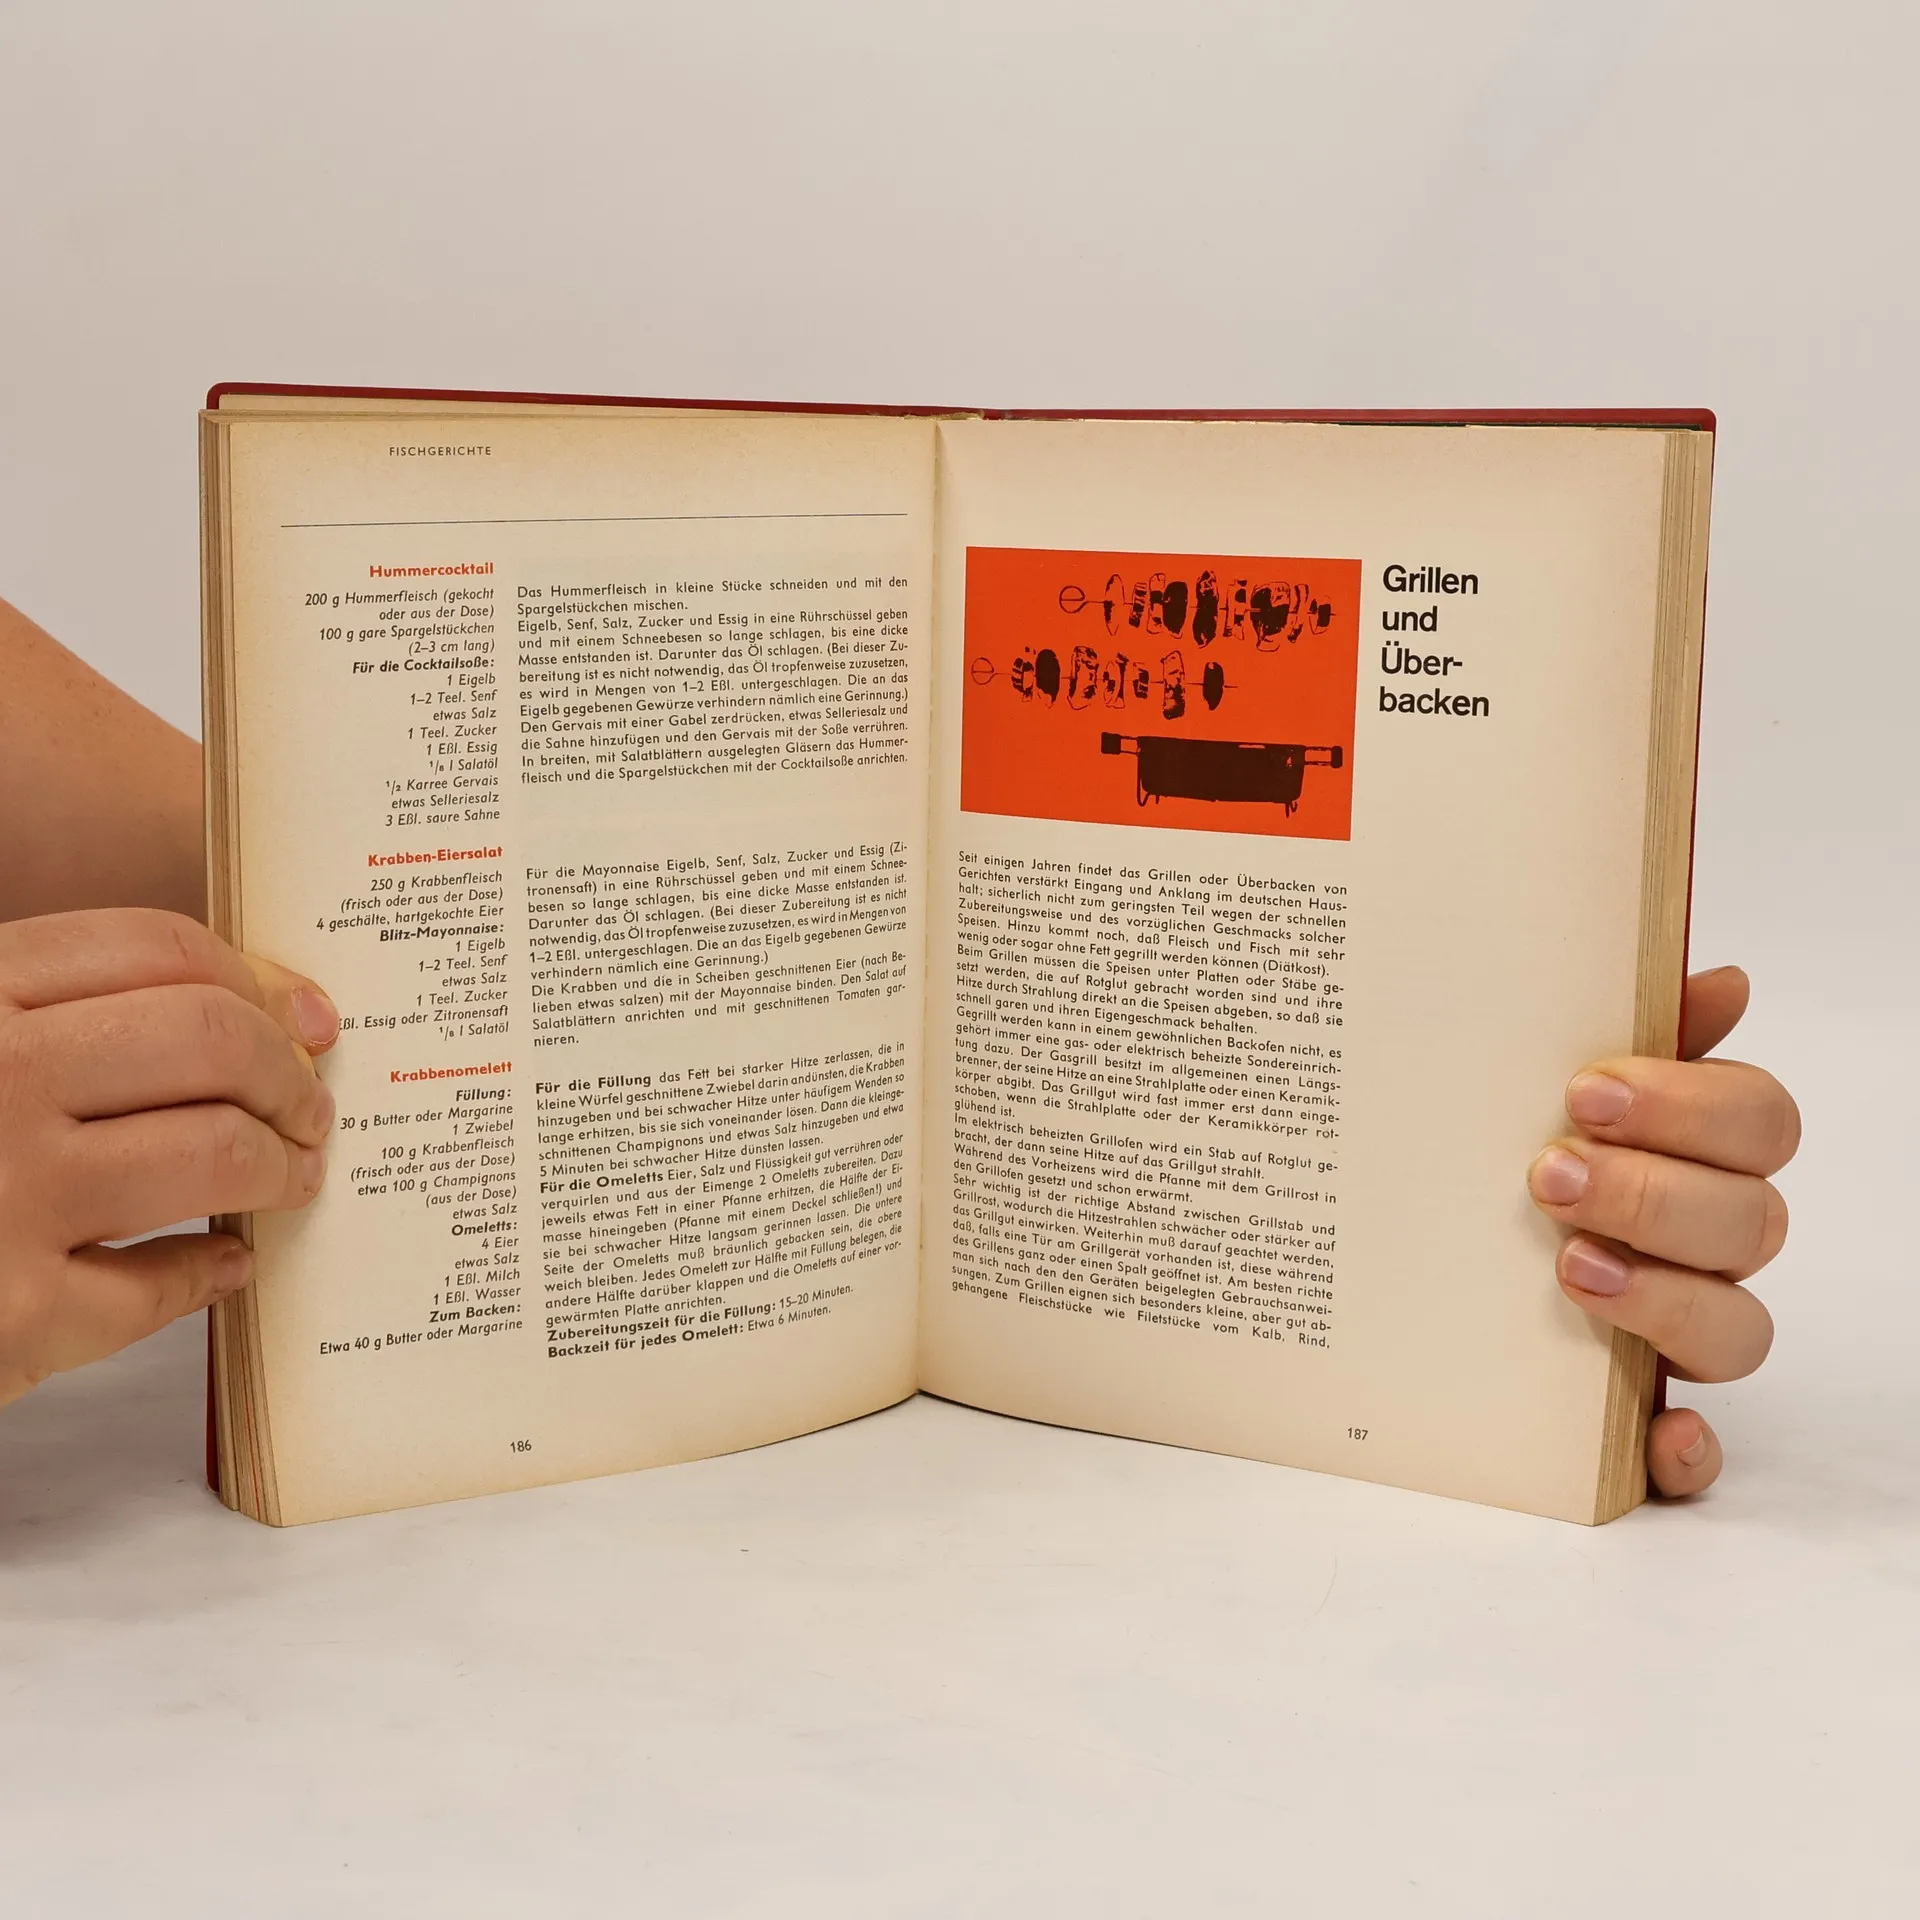 FISCHGERICHTE
Hummercocktail
200 g Hummerfleisch (gekocht
oder aus der Dose)
100 g gare Spargelstückchen
(2–3 cm lang)
Für die Cocktailsoße:
1 Eigelb
1–2 Teel. Senf
etwas Salz
1 Teel. Zucker
1 Eßl. Essig
1/8 l Salatöl
1/2 Karree Gervais
etwas Selleriesalz
3 Eßl. saure Sahne
Das Hummerfleisch in kleine Stücke schneiden und mit den
Spargelstückchen mischen.
Eigelb, Senf, Salz, Zucker und Essig in eine Rührschüssel geben
und mit einem Schneebesen so lange schlagen, bis eine dicke
Masse entstanden ist. Darunter das Öl schlagen. (Bei dieser Zu-
bereitung ist es nicht notwendig, das Öl tropfenweise zuzusetzen,
es wird in Mengen von 1–2 Eßl. untergeschlagen. Die an das
Eigelb gegebenen Gewürze verhindern nämlich eine Gerinnung.)
Den Gervais mit einer Gabel zerdrücken, etwas Selleriesalz und
die Sahne hinzufügen und den Gervais mit der Soße verrühren.
In breiten, mit Salatblättern ausgelegten Gläsern das Hummer-
fleisch und die Spargelstückchen mit der Cocktailsoße anrichten.
Krabben-Eiersalat
250 g Krabbenfleisch
(frisch oder aus der Dose)
4 geschälte, hartgekochte Eier
Blitz-Mayonnaise:
1 Eigelb
1–2 Teel. Senf
etwas Salz
1 Teel. Zucker
Eßl. Essig oder Zitronensaft
1/8 l Salatöl
Für die Mayonnaise Eigelb, Senf, Salz, Zucker und Essig (Zi-
tronensaft) in eine Rührschüssel geben und mit einem Schnee-
besen so lange schlagen, bis eine dicke Masse entstanden ist.
Darunter das Öl schlagen. (Bei dieser Zubereitung ist es nicht
notwendig, das Öl tropfenweise zuzusetzen, es wird in Mengen von
1–2 Eßl. untergeschlagen. Die an das Eigelb gegebenen Gewürze
verhindern nämlich eine Gerinnung.)
Die Krabben und die in Scheiben geschnittenen Eier (nach Be-
lieben etwas salzen) mit der Mayonnaise binden. Den Salat auf
Salatblättern anrichten und mit geschnittenen Tomaten gar-
nieren.
Krabbenomelett
Füllung:
30 g Butter oder Margarine
1 Zwiebel
100 g Krabbenfleisch
(frisch oder aus der Dose)
etwa 100 g Champignons
(aus der Dose)
etwas Salz
Omeletts:
4 Eier
etwas Salz
1 Eßl. Milch
1 Eßl. Wasser
Zum Backen:
Etwa 40 g Butter oder Margarine
Für die Füllung das Fett bei starker Hitze zerlassen, die in
kleine Würfel geschnittene Zwiebel darin andünsten, die Krabben
hinzugeben und bei schwacher Hitze unter häufigem Wenden so
lange erhitzen, bis sie sich voneinander lösen. Dann die kleinge-
schnittenen Champignons und etwas Salz hinzugeben und etwa
5 Minuten bei schwacher Hitze dünsten lassen.
Für die Omeletts Eier, Salz und Flüssigkeit gut verrühren oder
verquirlen und aus der Eimenge 2 Omeletts zubereiten. Dazu
jeweils etwas Fett in einer Pfanne erhitzen, die Hälfte der Ei-
masse hineingeben (Pfanne mit einem Deckel schließen!) und
sie bei schwacher Hitze langsam gerinnen lassen. Die untere
Seite der Omeletts muß bräunlich gebacken sein, die obere
weich bleiben. Jedes Omelett zur Hälfte mit Füllung belegen, die
andere Hälfte darüber klappen und die Omeletts auf einer vor-
gewärmten Platte anrichten.
Zubereitungszeit für die Füllung: 15–20 Minuten.
Backzeit für jedes Omelett: Etwa 6 Minuten.
186
Grillen
und
Über-
backen
Seit einigen Jahren findet das Grillen oder Überbacken von
Gerichten verstärkt Eingang und Anklang im deutschen Haus-
halt; sicherlich nicht zum geringsten Teil wegen der schnellen
Zubereitungsweise und des vorzüglichen Geschmacks solcher
Speisen. Hinzu kommt noch, daß Fleisch und Fisch mit sehr
wenig oder sogar ohne Fett gegrillt werden können (Diätkost).
Beim Grillen müssen die Speisen unter Platten oder Stäbe ge-
setzt werden, die auf Rotglut gebracht worden sind und ihre
Hitze durch Strahlung direkt an die Speisen abgeben, so daß sie
schnell garen und ihren Eigengeschmack behalten.
Gegrillt werden kann in einem gewöhnlichen Backofen nicht, es
gehört immer eine gas- oder elektrisch beheizte Sondereinrich-
tung dazu. Der Gasgrill besitzt im allgemeinen einen Längs-
brenner, der seine Hitze an eine Strahlplatte oder einen Keramik-
körper abgibt. Das Grillgut wird fast immer erst dann einge-
schoben, wenn die Strahlplatte oder der Keramikkörper rot-
glühend ist.
Im elektrisch beheizten Grillofen wird ein Stab auf Rotglut ge-
bracht, der dann seine Hitze auf das Grillgut strahlt.
Während des Vorheizens wird die Pfanne mit dem Grillrost in
den Grillofen gesetzt und schon erwärmt.
Sehr wichtig ist der richtige Abstand zwischen Grillstab und
Grillrost, wodurch die Hitzestrahlen schwächer oder stärker auf
das Grillgut einwirken. Weiterhin muß darauf geachtet werden,
daß, falls eine Tür am Grillgerät vorhanden ist, diese während
des Grillens ganz oder einen Spalt geöffnet ist. Am besten richte
man sich nach den den Geräten beigelegten Gebrauchsanwei-
sungen. Zum Grillen eignen sich besonders kleine, aber gut ab-
gehangene Fleischstücke wie Filetstücke vom Kalb, Rind,
187